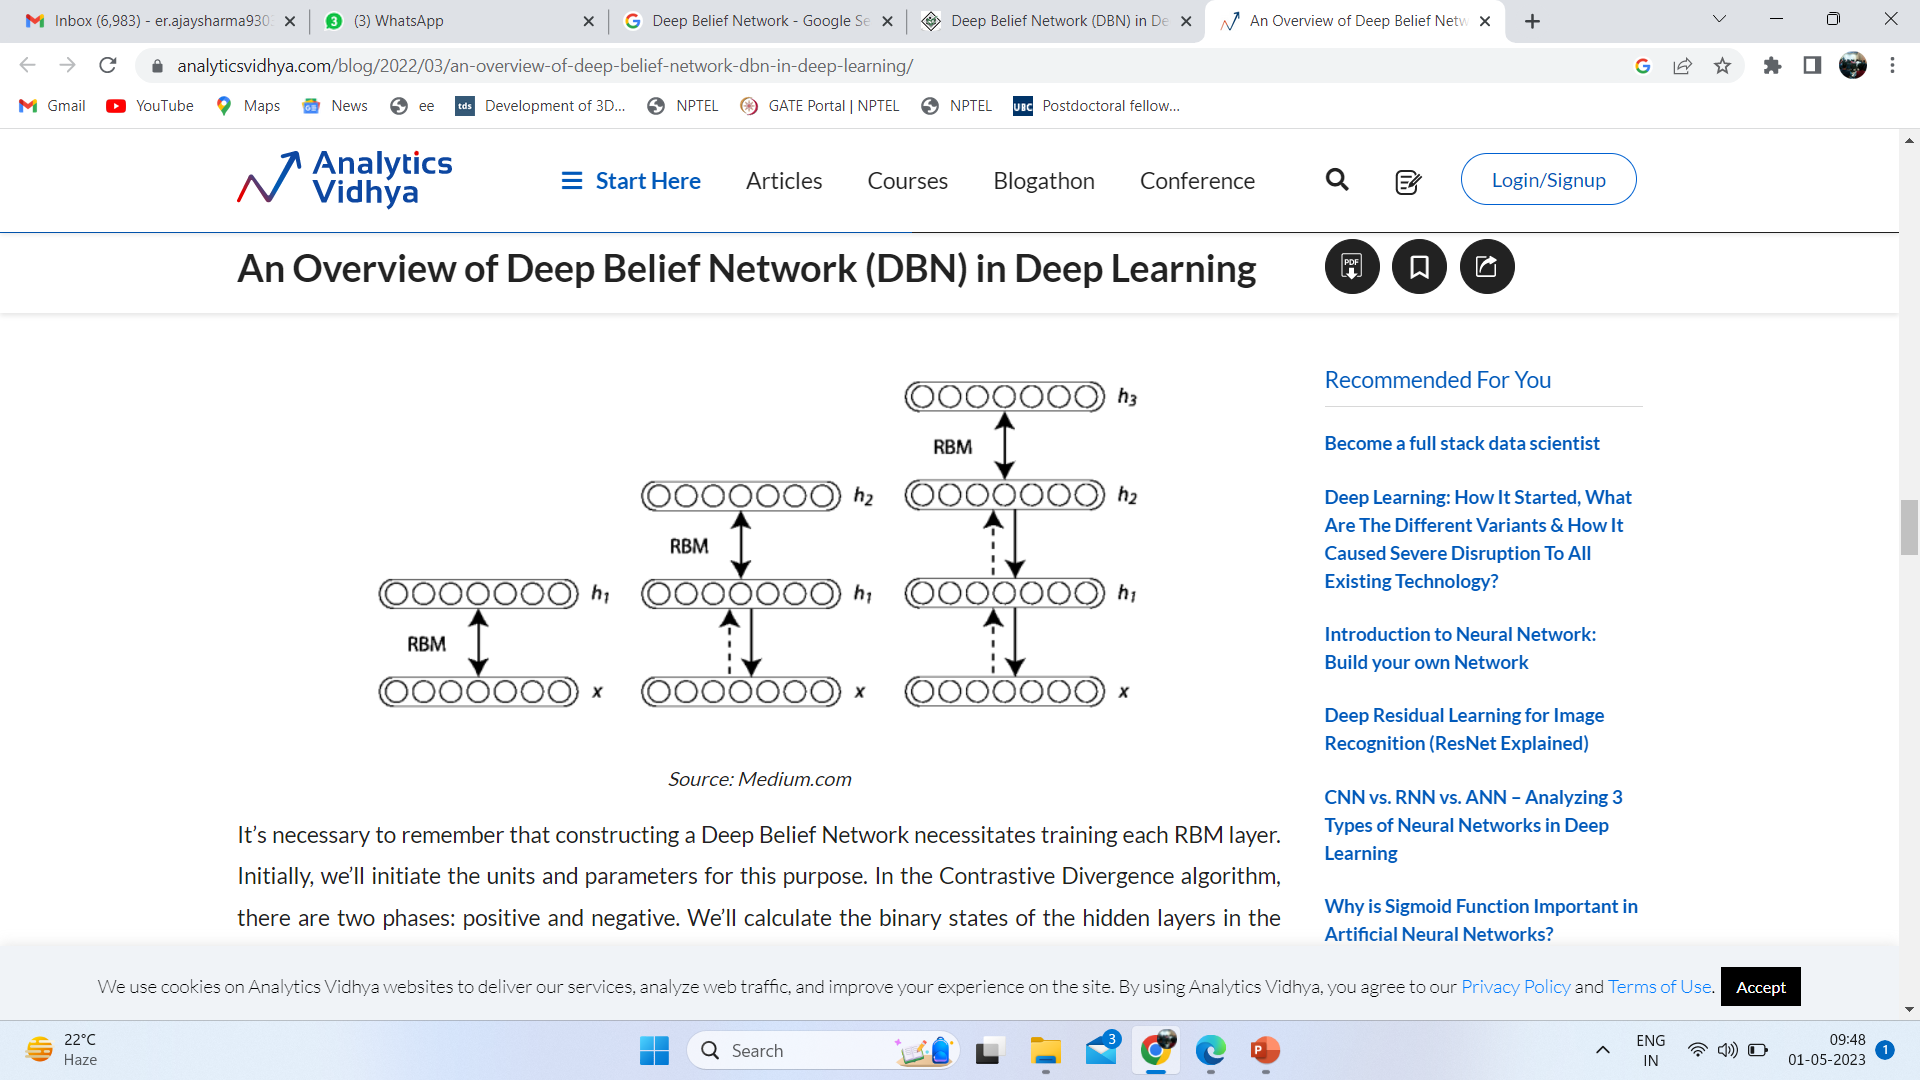 Inbox (6,983) - er.ajaysharma930
(3) WhatsApp
Deep Belief Network - Google Se
Deep Belief Network (DBN) in De
An Overview of Deep Belief Netw
analyticsvidhya.com/blog/2022/03/an-overview-of-deep-belief-network-dbn-in-deep-learning/
Gmail
YouTube
Maps
News
ee
tds
Development of 3D...
NPTEL
GATE Portal | NPTEL
NPTEL
UBC
Postdoctoral fellow...
Analytics
Vidhya
Start Here
Articles
Courses
Blogathon
Conference
Login/Signup
An Overview of Deep Belief Network (DBN) in Deep Learning
PDF
h3
RBM
h2
h2
RBM
h1
h1
h1
RBM
x
x
x
Source: Medium.com
It’s necessary to remember that constructing a Deep Belief Network necessitates training each RBM layer.
Initially, we’ll initiate the units and parameters for this purpose. In the Contrastive Divergence algorithm,
there are two phases: positive and negative. We’ll calculate the binary states of the hidden layers in the
Recommended For You
Become a full stack data scientist
Deep Learning: How It Started, What
Are The Different Variants & How It
Caused Severe Disruption To All
Existing Technology?
Introduction to Neural Network:
Build your own Network
Deep Residual Learning for Image
Recognition (ResNet Explained)
CNN vs. RNN vs. ANN – Analyzing 3
Types of Neural Networks in Deep
Learning
Why is Sigmoid Function Important in
Artificial Neural Networks?
We use cookies on Analytics Vidhya websites to deliver our services, analyze web traffic, and improve your experience on the site. By using Analytics Vidhya, you agree to our Privacy Policy and Terms of Use.
Accept
22°C
Haze
Search
3
ENG
IN
09:48
01-05-2023
1